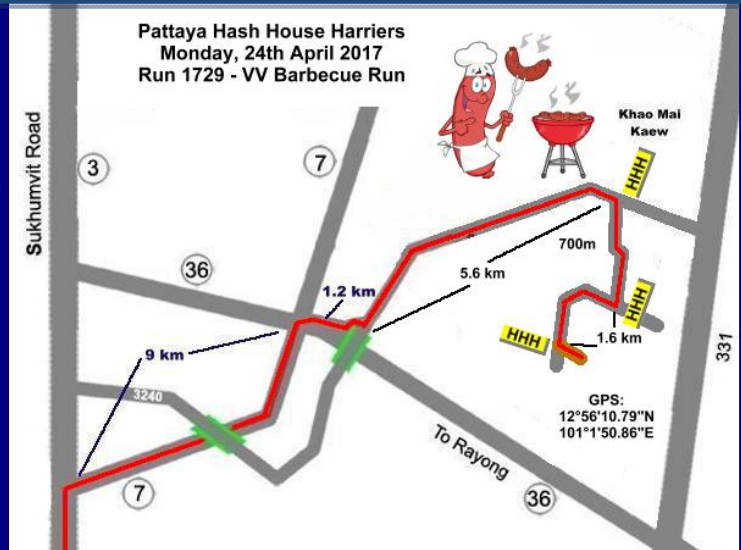 Pattaya Hash House Harriers
Monday, 24th April 2017
Run 1729 - VV Barbecue Run
Khao Mai
Kaew
HHH
Sukhumvit Road
3
7
36
1.2 km
5.6 km
700m
HHH
HHH
1.6 km
9 km
331
3240
GPS:
12°56'10.79"N
101°1'50.86"E
To Rayong
7
36